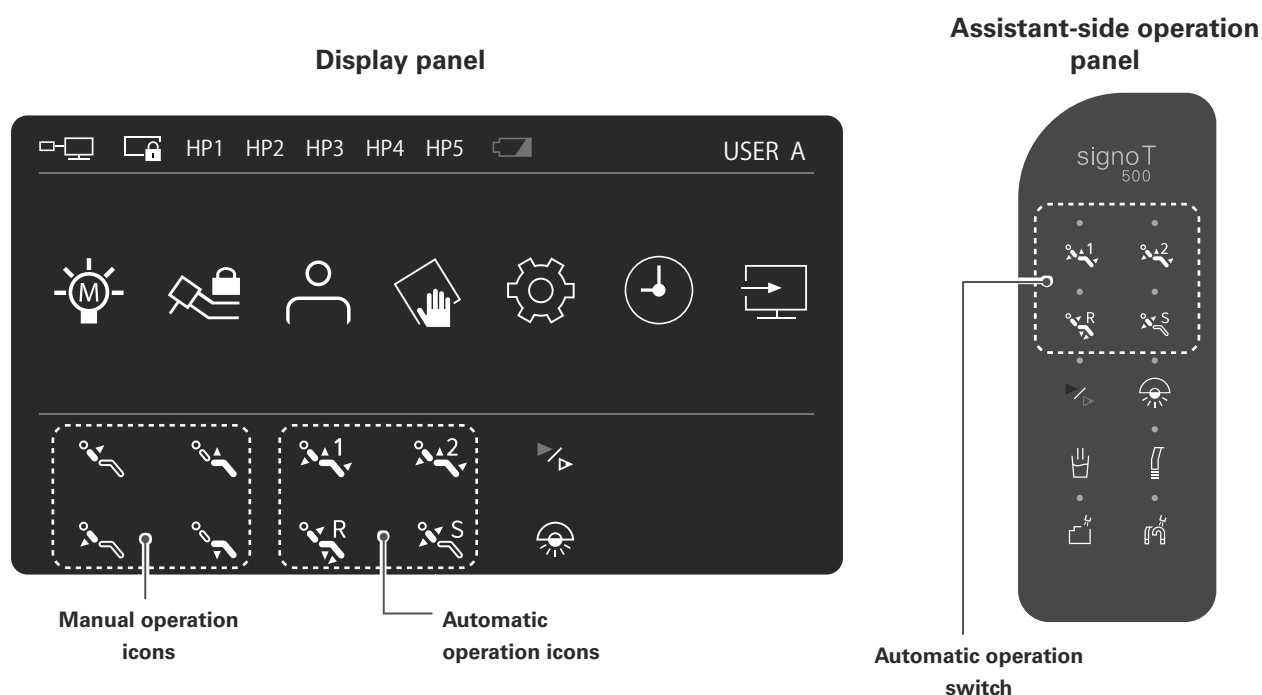 Display panel
Assistant-side operation
panel
HP1 HP2 HP3 HP4 HP5
USER A
M
1 2
R S
signoT
500
1 2
R S
Manual operation
icons
Automatic
operation icons
Automatic operation
switch